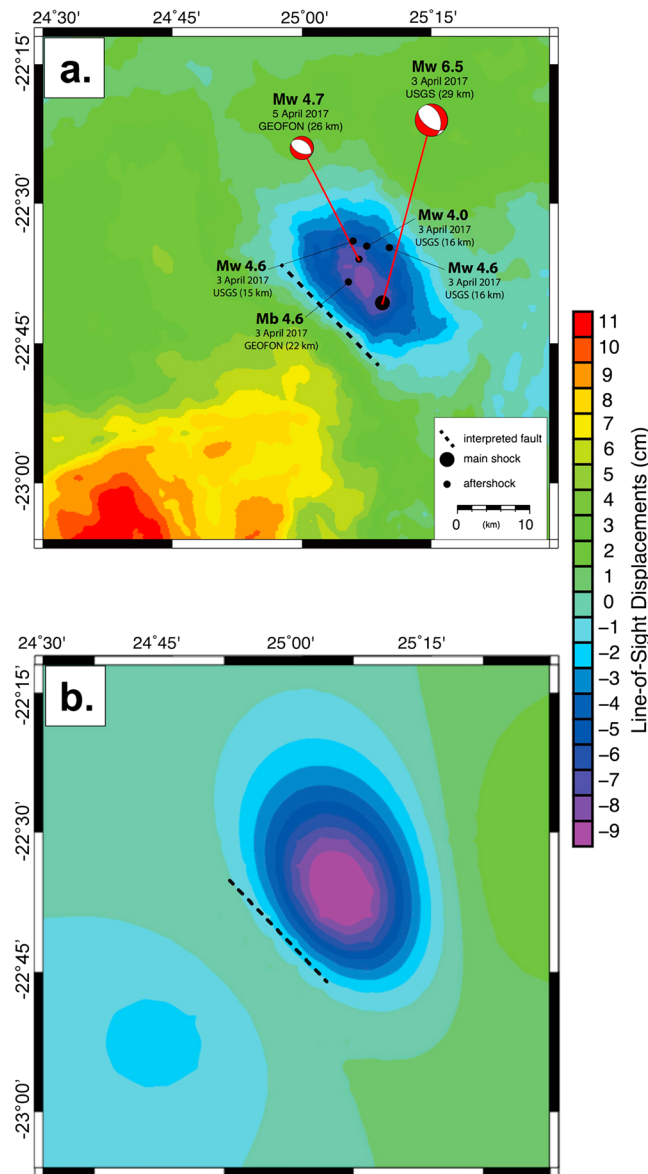 24°30' 24°45' 25°00' 25°15'
a.
-22°15'
-22°30'
-22°45'
-23°00'
Mw 6.5
3 April 2017
USGS (29 km)
Mw 4.7
5 April 2017
GEOFON (26 km)
Mw 4.0
3 April 2017
USGS (16 km)
Mw 4.6
3 April 2017
USGS (15 km)
Mw 4.6
3 April 2017
USGS (16 km)
Mb 4.6
3 April 2017
GEOFON (22 km)
interpreted fault
main shock
aftershock
0 (km) 10
11
10
9
8
7
6
5
4
3
2
1
0
−1
−2
−3
−4
−5
−6
−7
−8
−9
Line-of-Sight Displacements (cm)
24°30' 24°45' 25°00' 25°15'
b.
-22°15'
-22°30'
-22°45'
-23°00'